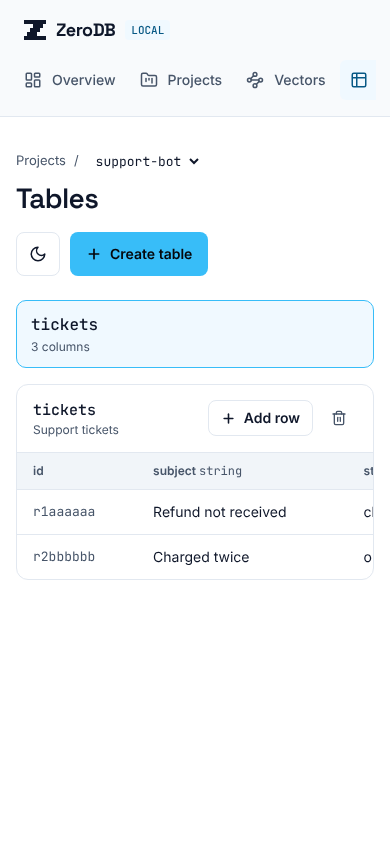 ZeroDB LOCAL
Overview Projects Vectors
Projects / support-bot
Tables
Create table
tickets
3 columns
tickets
Support tickets
Add row
id subject string
r1aaaaaa Refund not received
r2bbbbbb Charged twice